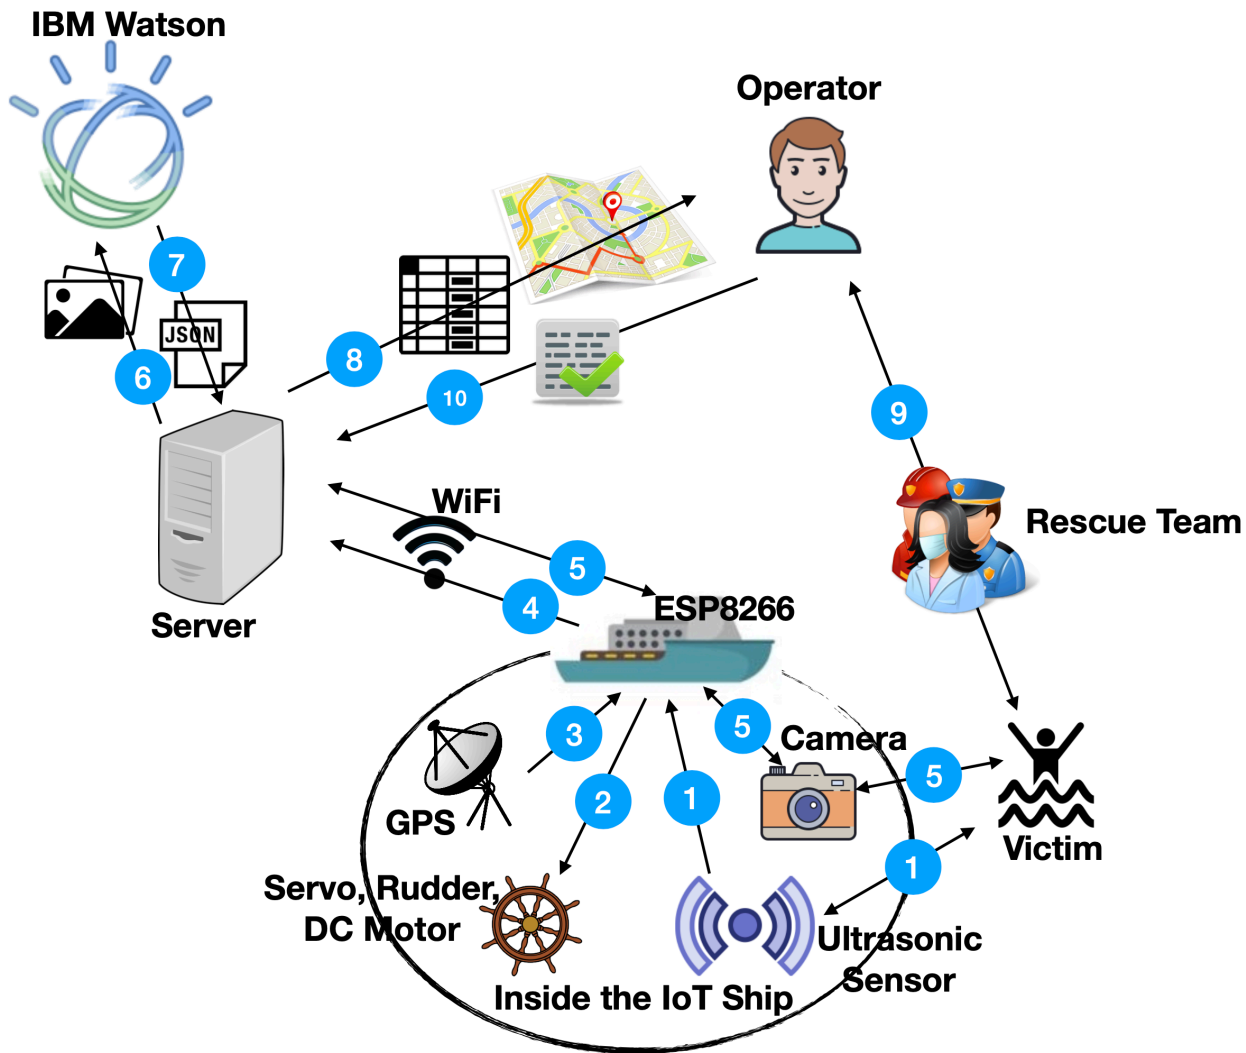 IBM Watson
Operator
7
JSON
6
8
10
9
WiFi
Rescue Team
5
4
ESP8266
Server
3
5
Camera
5
2
1
GPS
Victim
1
Servo, Rudder,
DC Motor
Ultrasonic
Sensor
Inside the IoT Ship